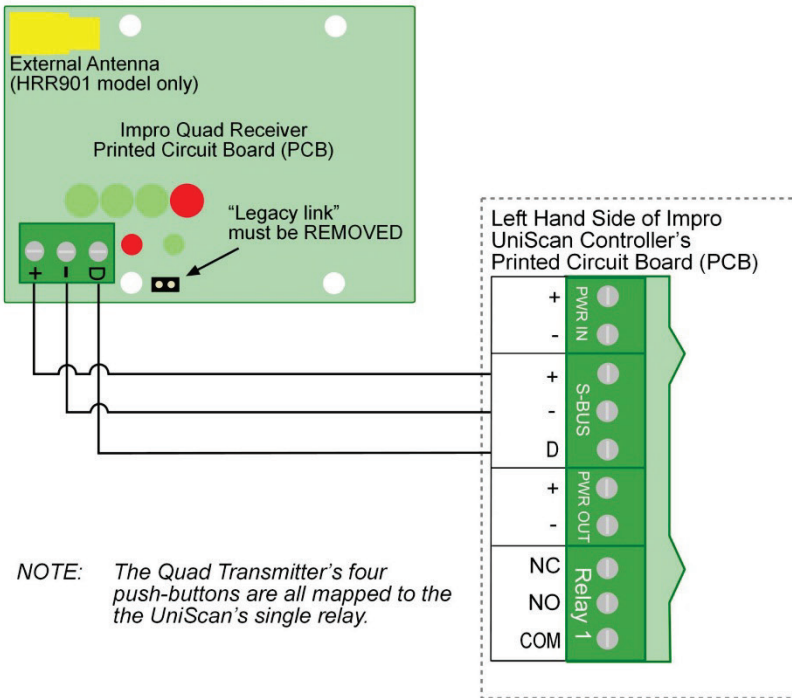 External Antenna
(HRR901 model only)
Impro Quad Receiver
Printed Circuit Board (PCB)
"Legacy link"
must be REMOVED
+
–
D
Left Hand Side of Impro
UniScan Controller's
Printed Circuit Board (PCB)
+
-
PWR IN
+
-
D
S-BUS
+
-
PWR OUT
NC
NO
COM
Relay 1
NOTE: The Quad Transmitter's four
push-buttons are all mapped to the
the UniScan's single relay.